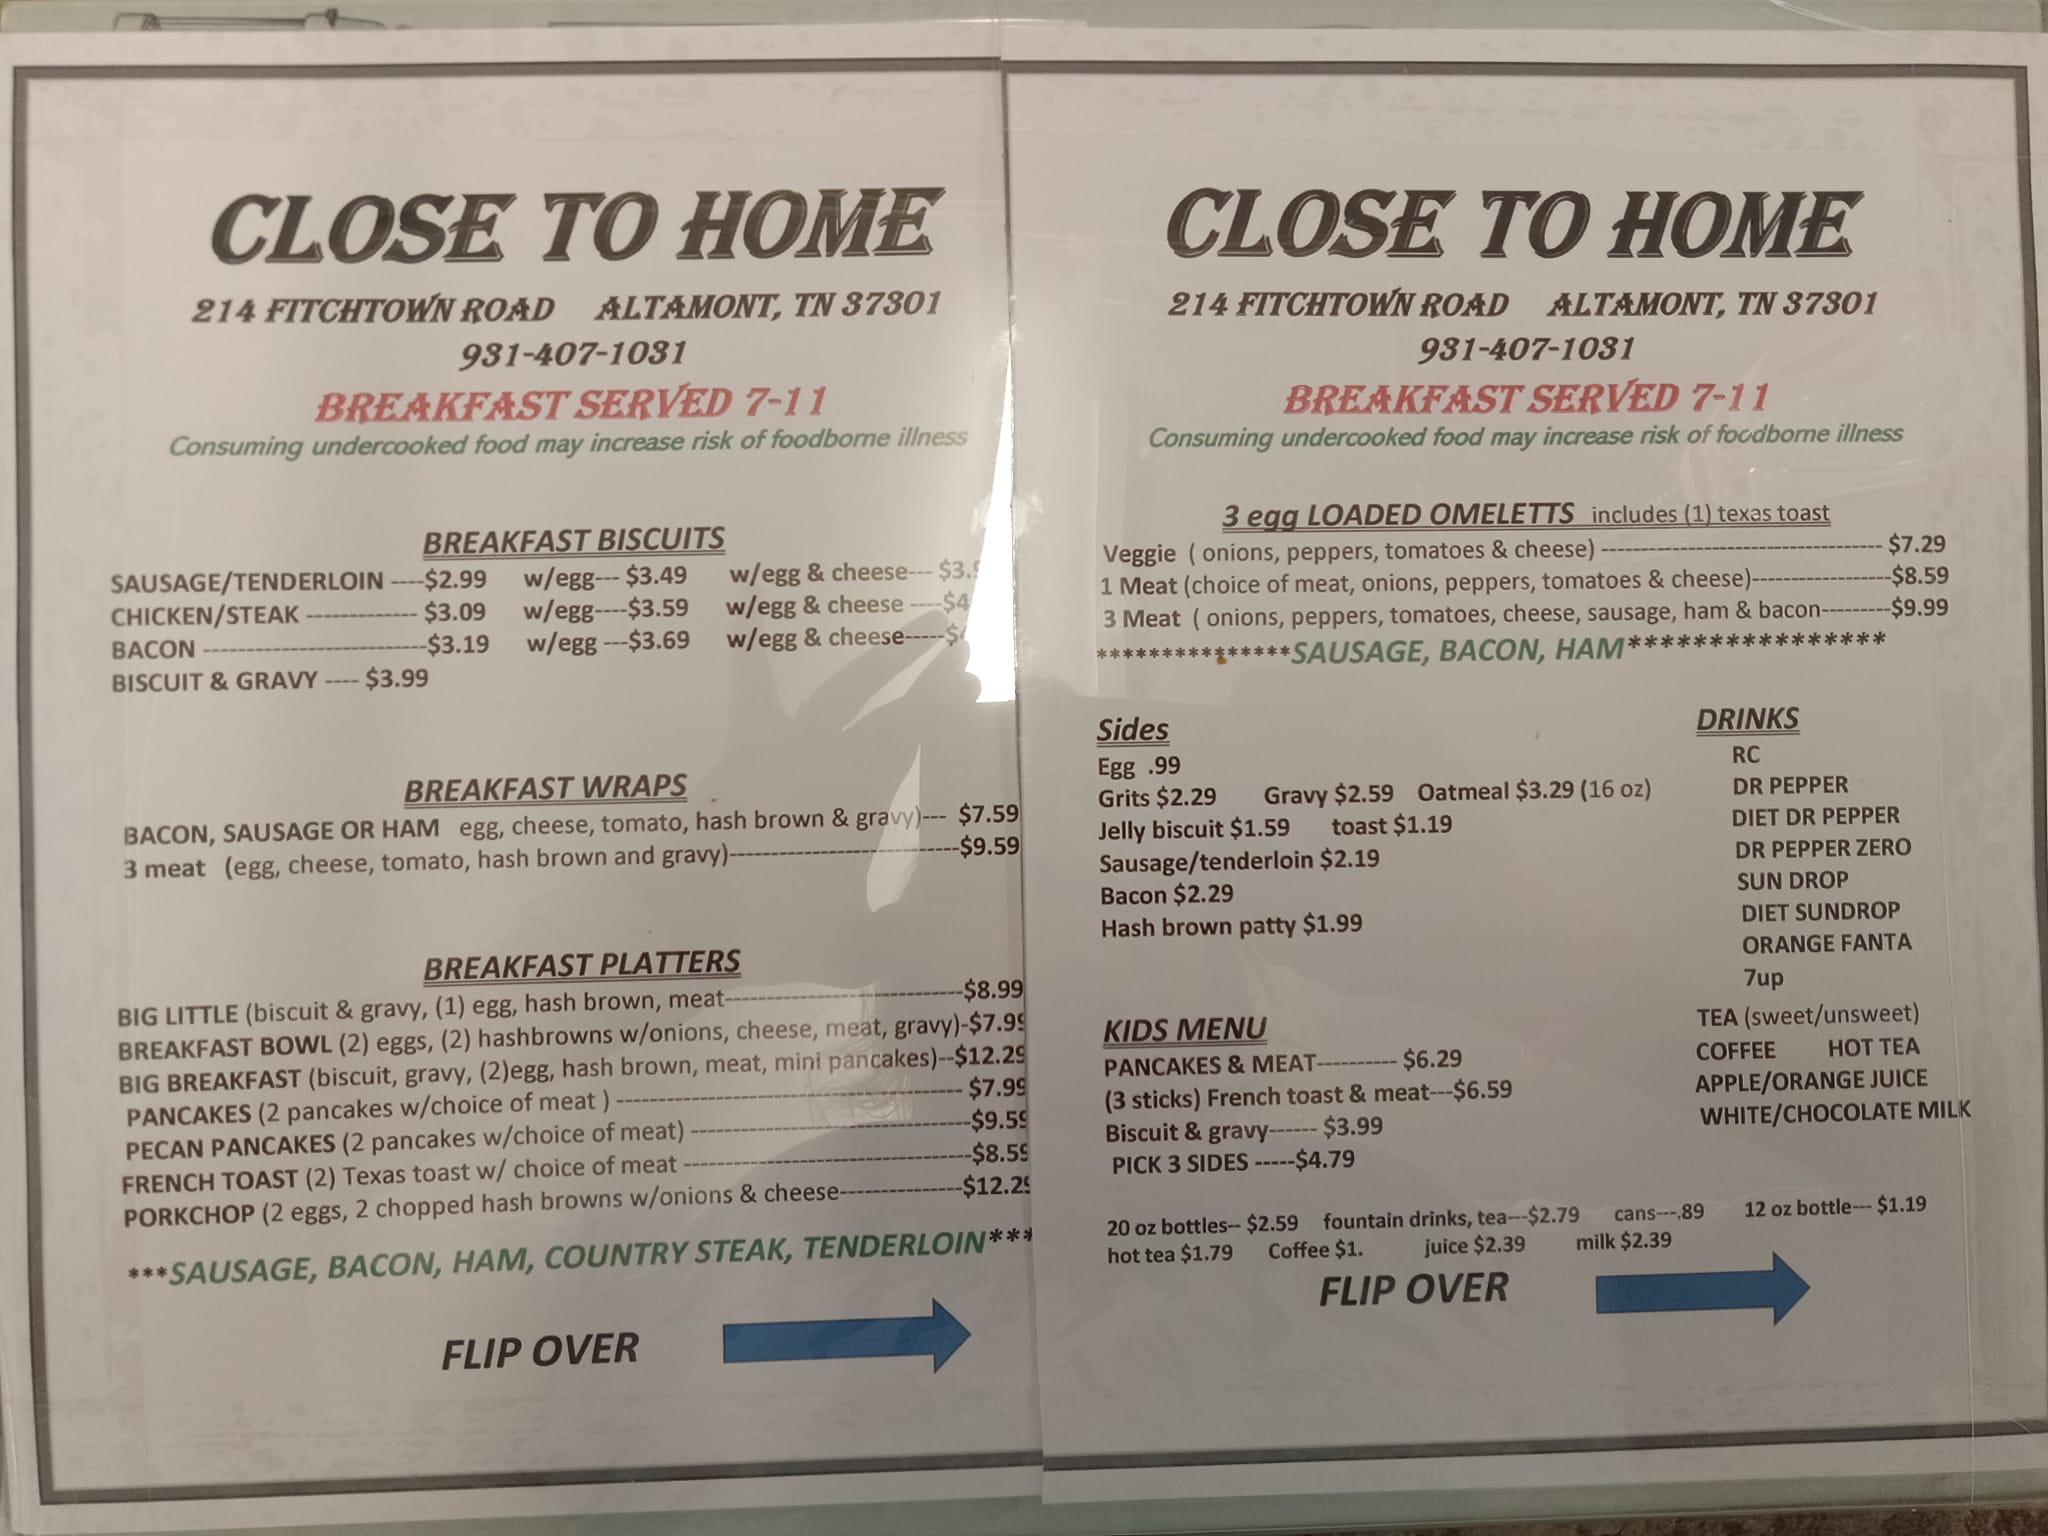 CLOSE TO HOME
214 FITCHTOWN ROAD ALTAMONT, TN 37301
931-407-1031
BREAKFAST SERVED 7-11
Consuming undercooked food may increase risk of foodborne illness
BREAKFAST BISCUITS
SAUSAGE/TENDERLOIN ----$2.99 w/egg--- $3.49 w/egg & cheese---
CHICKEN/STEAK ------------- $3.09 w/egg----$3.59 w/egg & cheese ----
BACON --------------------------$3.19 w/egg ---$3.69 w/egg & cheese-----
BISCUIT & GRAVY ---- $3.99
BREAKFAST WRAPS
BACON, SAUSAGE OR HAM egg, cheese, tomato, hash brown & gravy)--- $7.59
3 meat (egg, cheese, tomato, hash brown and gravy)---------------------------$9.59
BREAKFAST PLATTERS
BIG LITTLE (biscuit & gravy, (1) egg, hash brown, meat----------------------------$8.99
BREAKFAST BOWL (2) eggs, (2) hashbrowns w/onions, cheese, meat, gravy)-$7.99
BIG BREAKFAST (biscuit, gravy, (2)egg, hash brown, meat, mini pancakes)--$12.29
PANCAKES (2 pancakes w/choice of meat ) ----------------------------------------- $7.99
PECAN PANCAKES (2 pancakes w/choice of meat) ---------------------------------$9.59
FRENCH TOAST (2) Texas toast w/ choice of meat ----------------------------------$8.59
PORKCHOP (2 eggs, 2 chopped hash browns w/onions & cheese---------------$12.29
***SAUSAGE, BACON, HAM, COUNTRY STEAK, TENDERLOIN***
FLIP OVER
CLOSE TO HOME
214 FITCHTOWN ROAD ALTAMONT, TN 37301
931-407-1031
BREAKFAST SERVED 7-11
Consuming undercooked food may increase risk of foodborne illness
3 egg LOADED OMELETTS includes (1) texas toast
Veggie ( onions, peppers, tomatoes & cheese) ------------------------------------- $7.29
1 Meat (choice of meat, onions, peppers, tomatoes & cheese)------------------$8.59
3 Meat ( onions, peppers, tomatoes, cheese, sausage, ham & bacon---------$9.99
***************SAUSAGE, BACON, HAM****************
Sides
Egg .99
Grits $2.29 Gravy $2.59 Oatmeal $3.29 (16 oz)
Jelly biscuit $1.59 toast $1.19
Sausage/tenderloin $2.19
Bacon $2.29
Hash brown patty $1.99
DRINKS
RC
DR PEPPER
DIET DR PEPPER
DR PEPPER ZERO
SUN DROP
DIET SUNDROP
ORANGE FANTA
7up
TEA (sweet/unsweet)
COFFEE HOT TEA
APPLE/ORANGE JUICE
WHITE/CHOCOLATE MILK
KIDS MENU
PANCAKES & MEAT---------- $6.29
(3 sticks) French toast & meat---$6.59
Biscuit & gravy------ $3.99
PICK 3 SIDES -----$4.79
20 oz bottles-- $2.59 fountain drinks, tea---$2.79 cans---.89 12 oz bottle--- $1.19
hot tea $1.79 Coffee $1. juice $2.39 milk $2.39
FLIP OVER